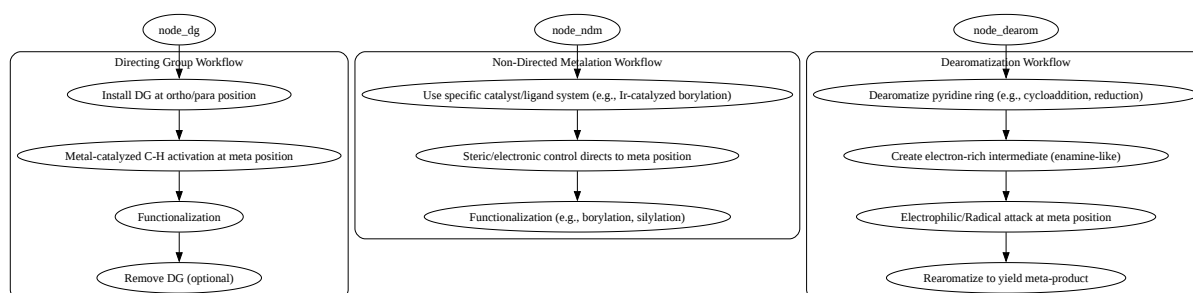 node_dg
Directing Group Workflow
Install DG at ortho/para position
Metal-catalyzed C-H activation at meta position
Functionalization
Remove DG (optional)
node_ndm
Non-Directed Metalation Workflow
Use specific catalyst/ligand system (e.g., Ir-catalyzed borylation)
Steric/electronic control directs to meta position
Functionalization (e.g., borylation, silylation)
node_dearom
Dearomatization Workflow
Dearomatize pyridine ring (e.g., cycloaddition, reduction)
Create electron-rich intermediate (enamine-like)
Electrophilic/Radical attack at meta position
Rearomatize to yield meta-product